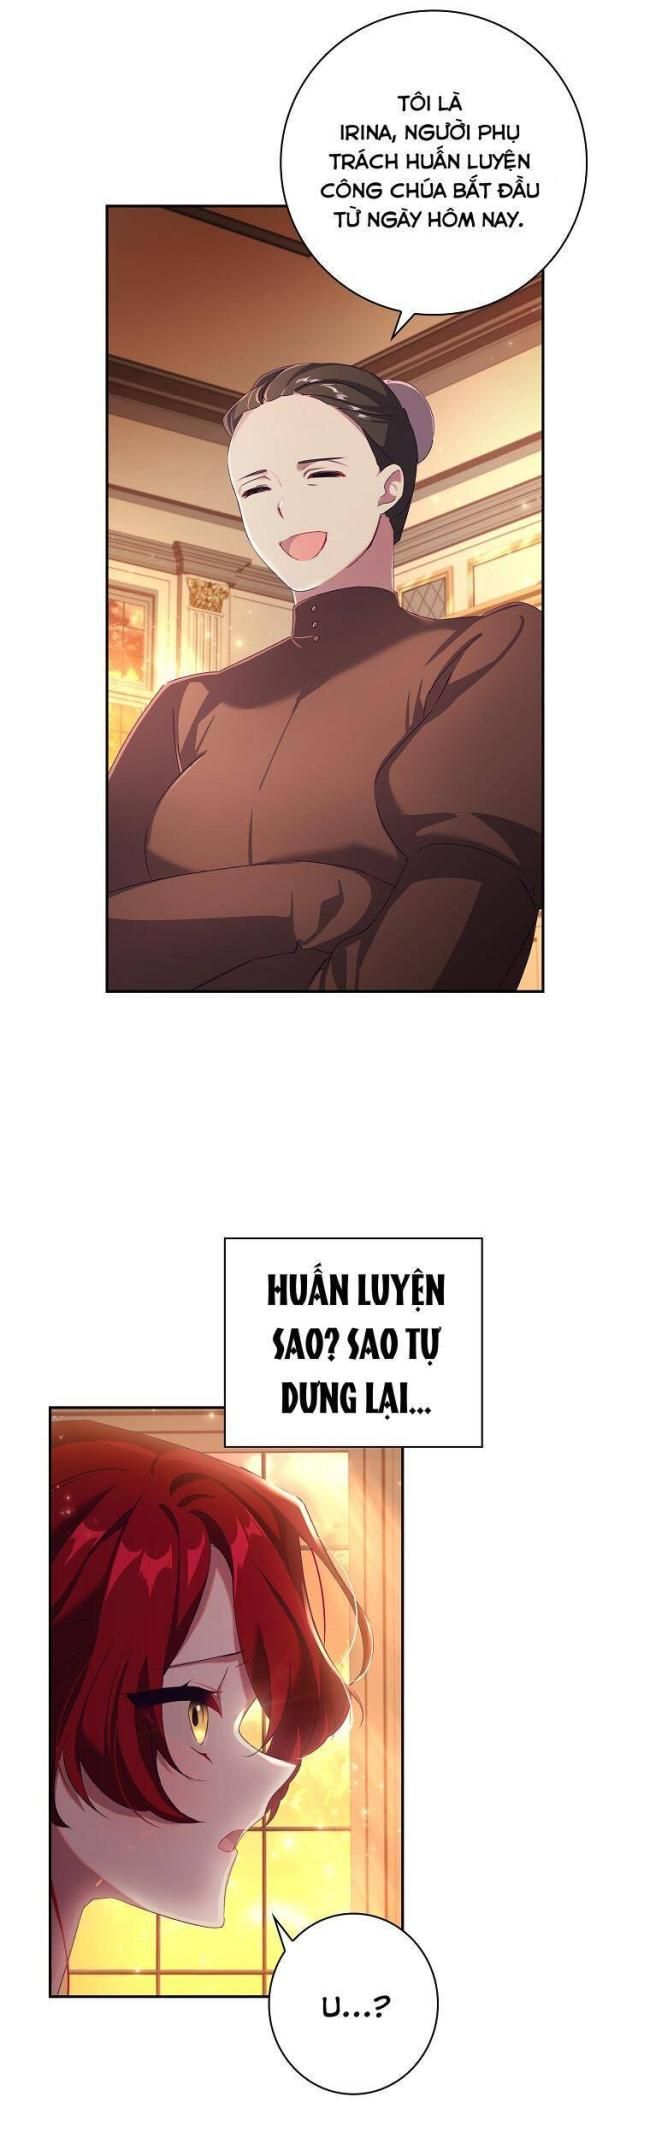 TÔI LÀ
IRINA, NGƯỜI PHỤ
TRÁCH HUẤN LUYỆN
CÔNG CHÚA BẮT ĐẦU
TỪ NGÀY HÔM NAY.
HUẤN LUYỆN
SAO? SAO TỰ
DƯNG LẠI...
U...?